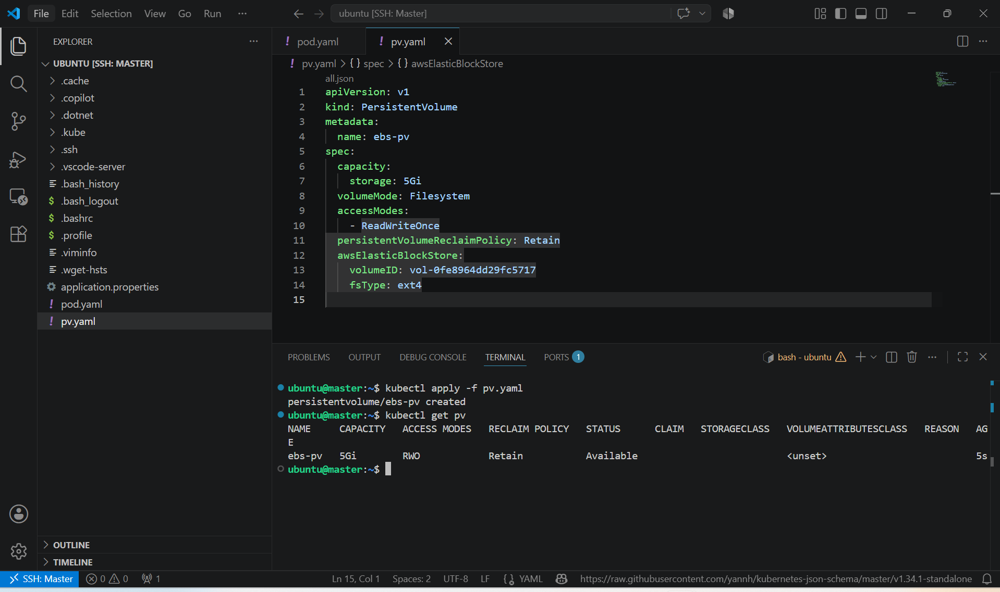 File Edit Selection View Go Run ···
ubuntu [SSH: Master]
EXPLORER ···
UBUNTU [SSH: MASTER]
.cache
.copilot
.dotnet
.kube
.ssh
.vscode-server
.bash_history
$ .bash_logout
$ .bashrc
$ .profile
.viminfo
.wget-hsts
application.properties
! pod.yaml
! pv.yaml
OUTLINE
TIMELINE
! pod.yaml ! pv.yaml
! pv.yaml > {} spec > {} awsElasticBlockStore
all.json
1 apiVersion: v1
2 kind: PersistentVolume
3 metadata:
4 name: ebs-pv
5 spec:
6 capacity:
7 storage: 5Gi
8 volumeMode: Filesystem
9 accessModes:
10 - ReadWriteOnce
11 persistentVolumeReclaimPolicy: Retain
12 awsElasticBlockStore:
13 volumeID: vol-0fe8964dd29fc5717
14 fsType: ext4
15
PROBLEMS OUTPUT DEBUG CONSOLE TERMINAL PORTS 1
bash - ubuntu
ubuntu@master:~$ kubectl apply -f pv.yaml
persistentvolume/ebs-pv created
ubuntu@master:~$ kubectl get pv
NAME CAPACITY ACCESS MODES RECLAIM POLICY STATUS CLAIM STORAGECLASS VOLUMEATTRIBUTESCLASS REASON AG
E
ebs-pv 5Gi RWO Retain Available <unset> 5s
ubuntu@master:~$
SSH: Master 0 0 1 Ln 15, Col 1 Spaces: 2 UTF-8 LF {} YAML https://raw.githubusercontent.com/yannh/kubernetes-json-schema/master/v1.34.1-standalone